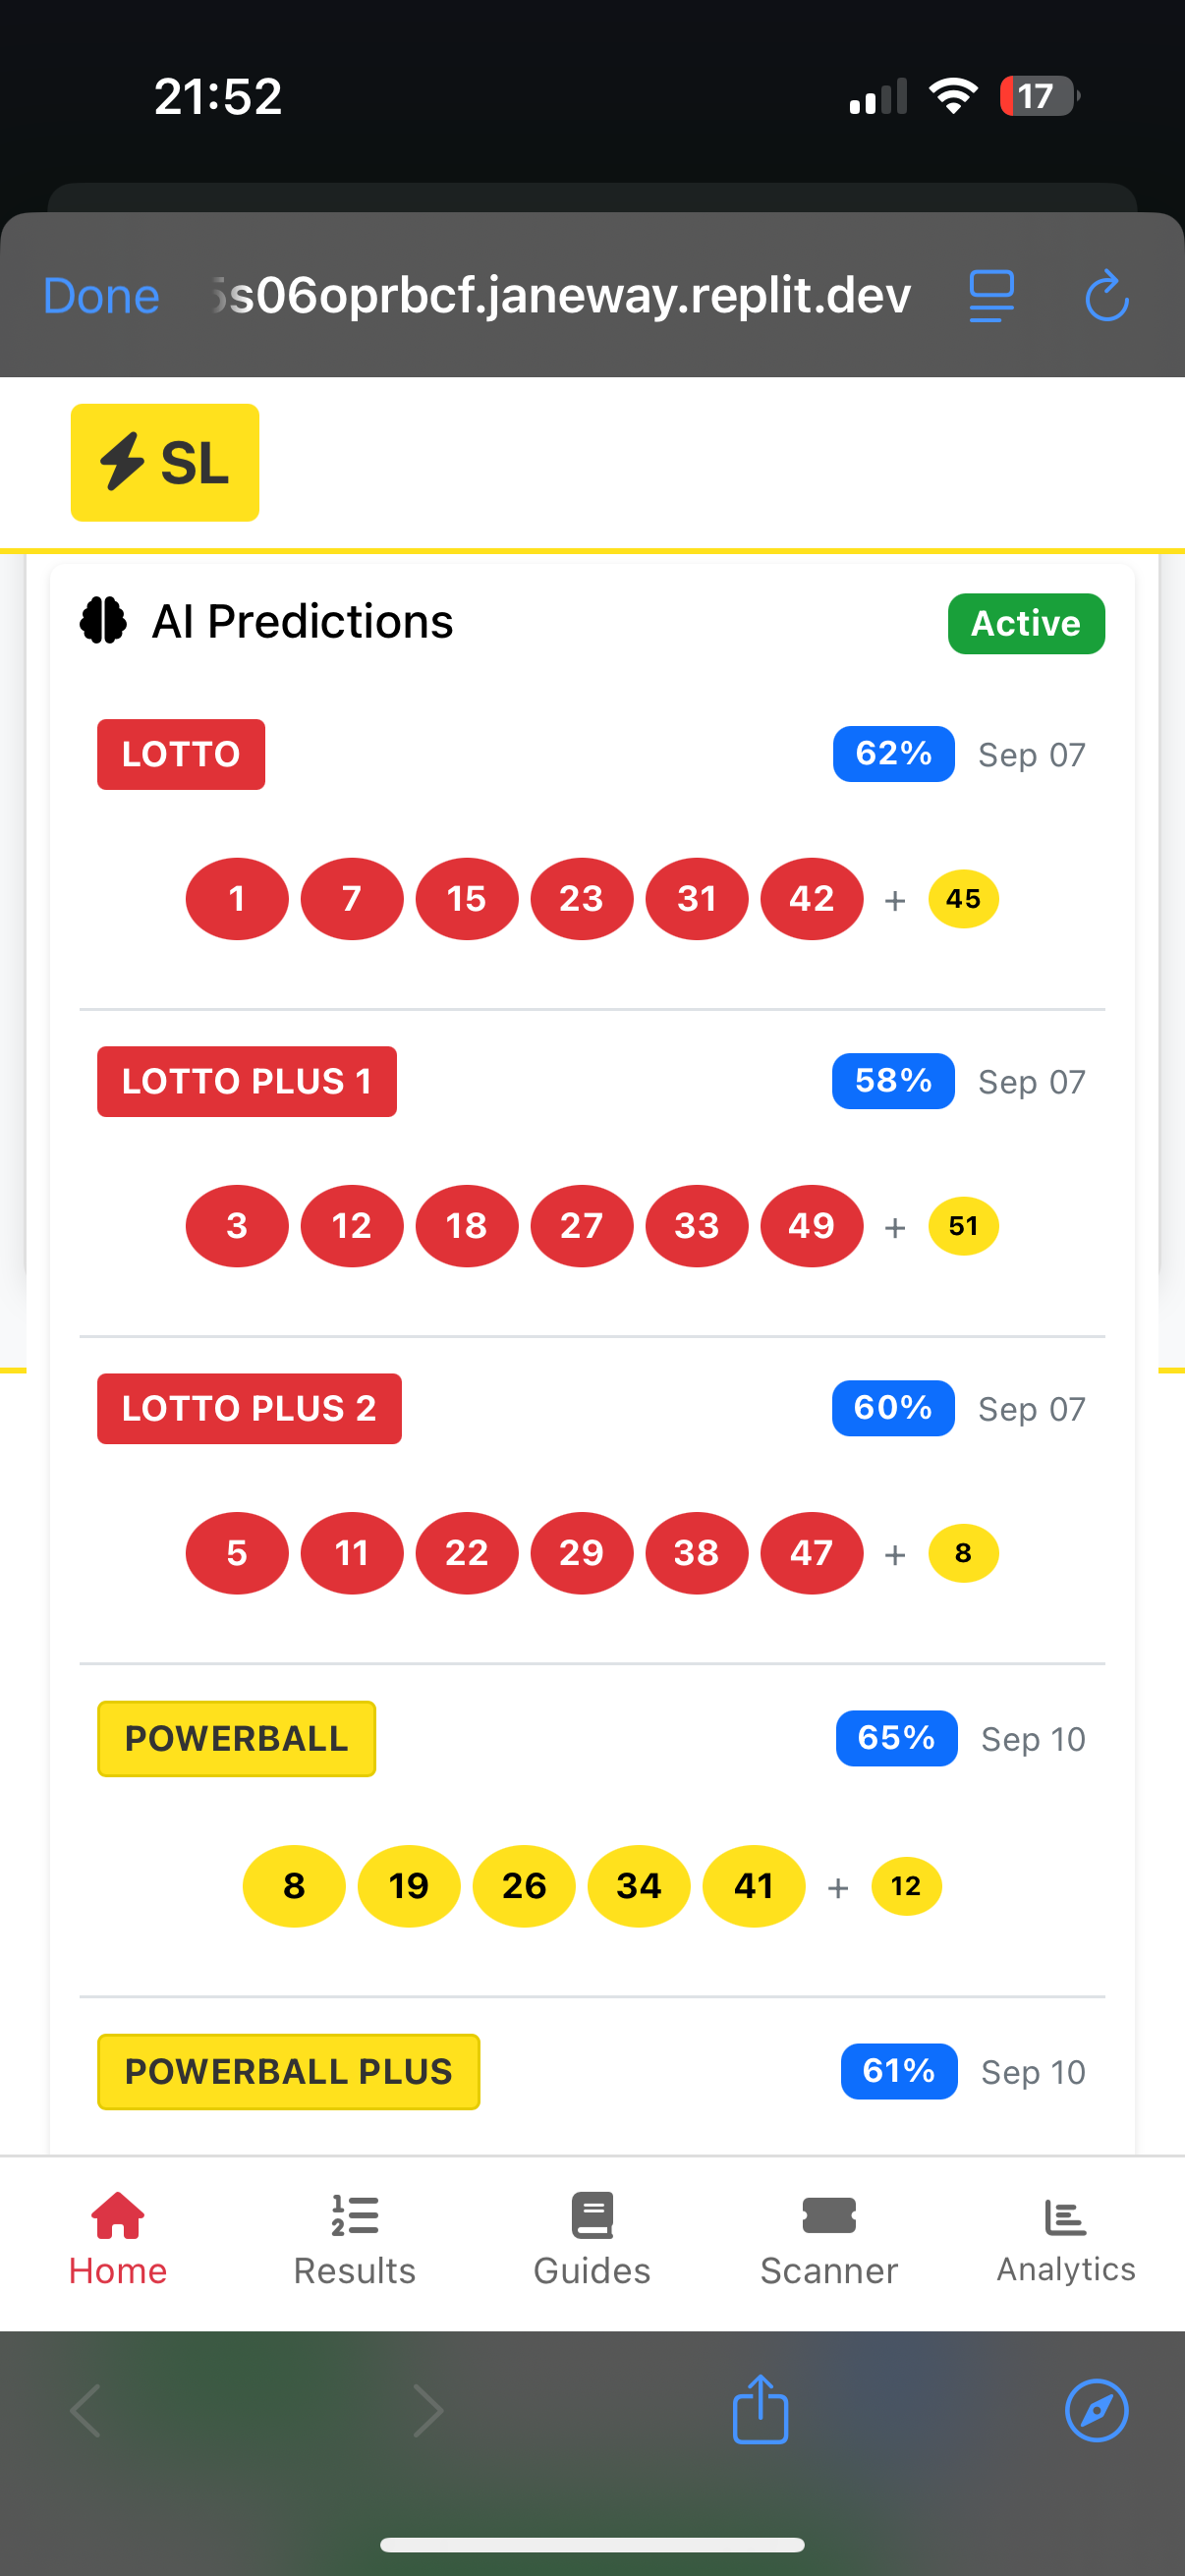 21:52
17
Done
5s06oprbcf.janeway.replit.dev
SL
AI Predictions
Active
LOTTO
62% Sep 07
1 7 15 23 31 42 + 45
LOTTO PLUS 1
58% Sep 07
3 12 18 27 33 49 + 51
LOTTO PLUS 2
60% Sep 07
5 11 22 29 38 47 + 8
POWERBALL
65% Sep 10
8 19 26 34 41 + 12
POWERBALL PLUS
61% Sep 10
Home
Results
Guides
Scanner
Analytics